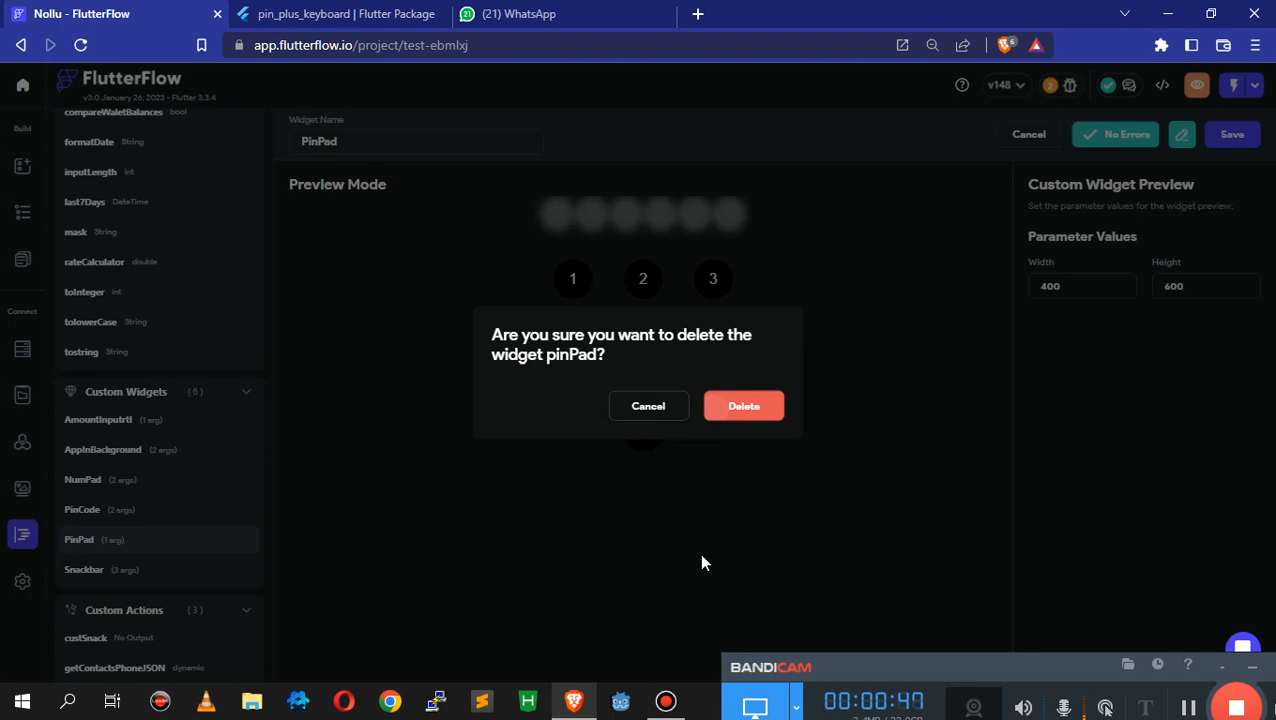 Nollu - FlutterFlow
pin_plus_keyboard | Flutter Package
(21) WhatsApp
app.flutterflow.io/project/test-ebmlxj
6
FlutterFlow
v3.0 January 26, 2023 - Flutter 3.3.4
v148
2
Build
compareWaletBalances bool
formatDate String
inputLength int
last7Days DateTime
mask String
rateCalculator double
toInteger int
tolowerCase String
tostring String
Connect
Custom Widgets (6)
AmountInputrtl (1 arg)
AppInBackground (2 args)
NumPad (2 args)
PinCode (2 args)
PinPad (1 arg)
Snackbar (3 args)
Custom Actions (3)
custSnack No Output
getContactsPhoneJSON dynamic
Widget Name
PinPad
Cancel
No Errors
Save
Preview Mode
1 2 3
Are you sure you want to delete the
widget pinPad?
Cancel
Delete
Custom Widget Preview
Set the parameter values for the widget preview.
Parameter Values
Width
Height
400
600
BANDICAM
00:00:47